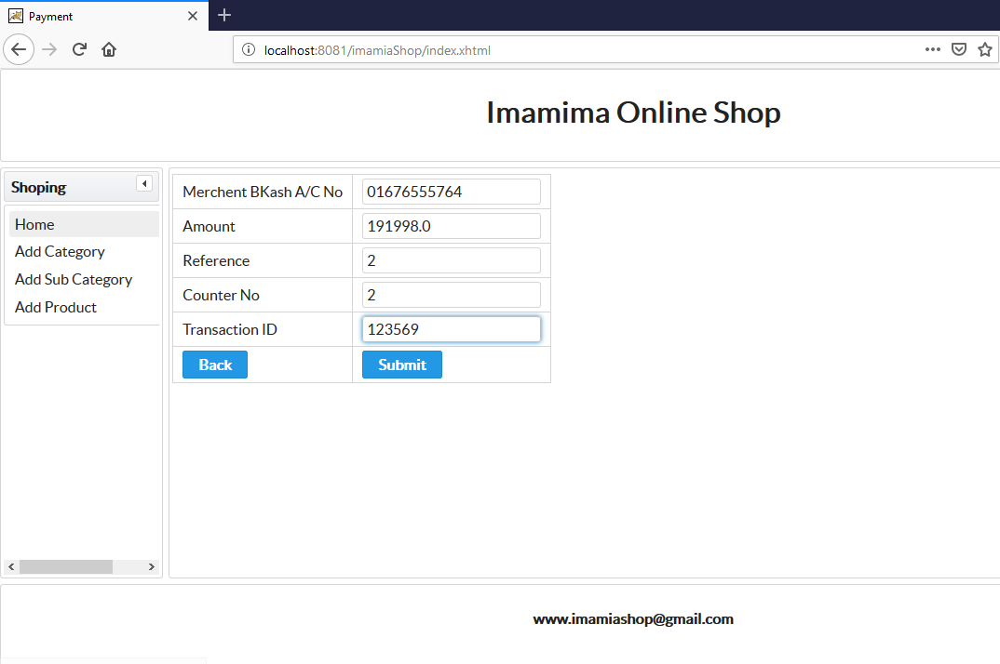 Payment
localhost:8081/imamiaShop/index.xhtml
Imamima Online Shop
Shoping
Home
Add Category
Add Sub Category
Add Product
Merchent BKash A/C No 01676555764
Amount 191998.0
Reference 2
Counter No 2
Transaction ID 123569
Back Submit
www.imamiashop@gmail.com